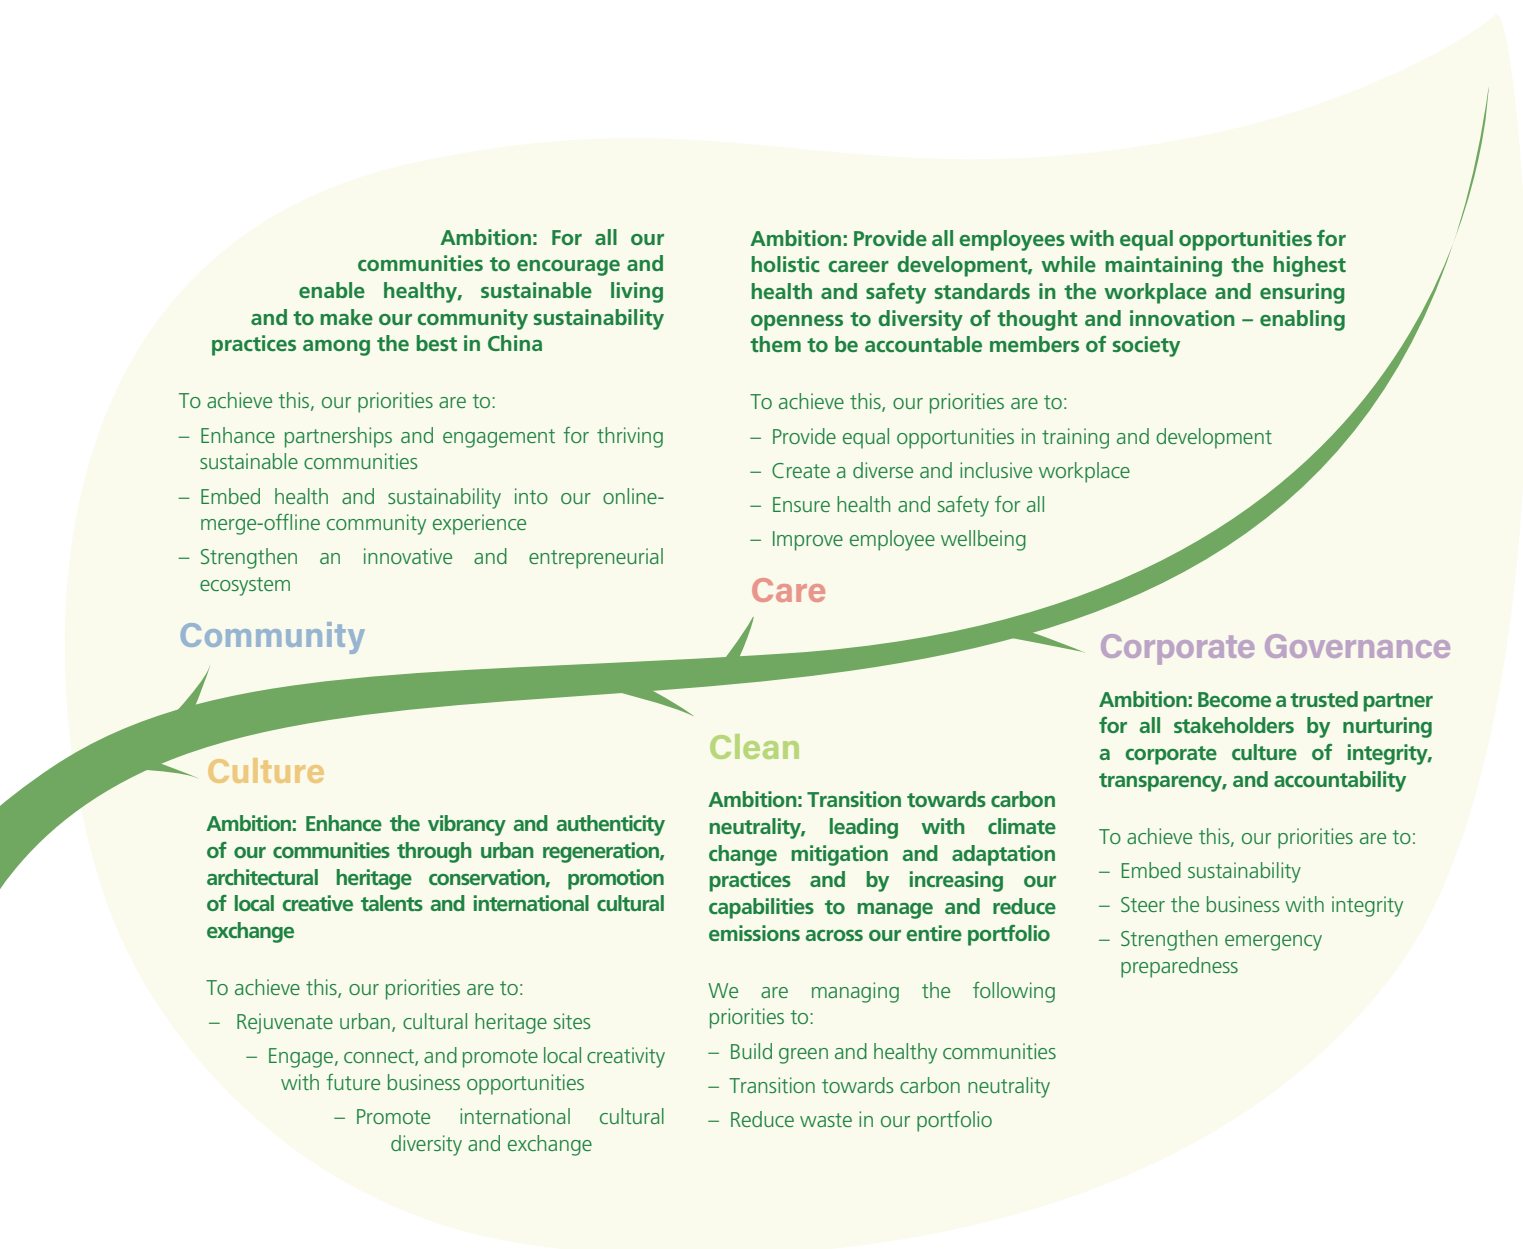 Ambition: For all our
communities to encourage and
enable healthy, sustainable living
and to make our community sustainability
practices among the best in China
To achieve this, our priorities are to:
– Enhance partnerships and engagement for thriving
sustainable communities
– Embed health and sustainability into our online-
merge-offline community experience
– Strengthen an innovative and entrepreneurial
ecosystem
Community
Ambition: Provide all employees with equal opportunities for
holistic career development, while maintaining the highest
health and safety standards in the workplace and ensuring
openness to diversity of thought and innovation – enabling
them to be accountable members of society
To achieve this, our priorities are to:
– Provide equal opportunities in training and development
– Create a diverse and inclusive workplace
– Ensure health and safety for all
– Improve employee wellbeing
Care
Culture
Ambition: Enhance the vibrancy and authenticity
of our communities through urban regeneration,
architectural heritage conservation, promotion
of local creative talents and international cultural
exchange
To achieve this, our priorities are to:
– Rejuvenate urban, cultural heritage sites
– Engage, connect, and promote local creativity
with future business opportunities
– Promote international cultural
diversity and exchange
Clean
Ambition: Transition towards carbon
neutrality, leading with climate
change mitigation and adaptation
practices and by increasing our
capabilities to manage and reduce
emissions across our entire portfolio
We are managing the following
priorities to:
– Build green and healthy communities
– Transition towards carbon neutrality
– Reduce waste in our portfolio
Corporate Governance
Ambition: Become a trusted partner
for all stakeholders by nurturing
a corporate culture of integrity,
transparency, and accountability
To achieve this, our priorities are to:
– Embed sustainability
– Steer the business with integrity
– Strengthen emergency
preparedness